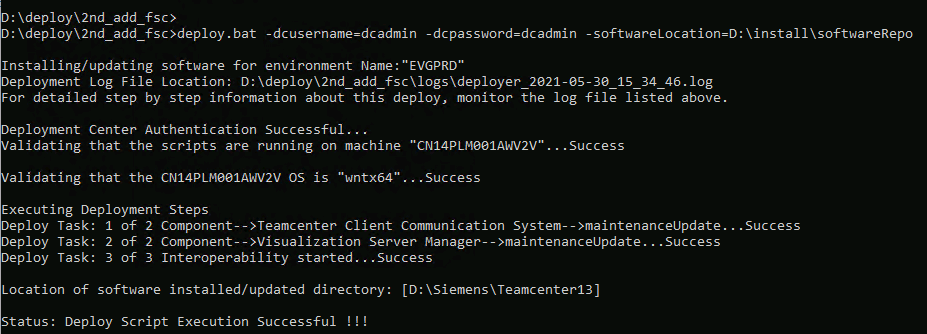 D:\deploy\2nd_add_fsc>
D:\deploy\2nd_add_fsc>deploy.bat -dcusername=dcadmin -dcpassword=dcadmin -softwareLocation=D:\install\softwareRepo
Installing/updating software for environment Name:"EVGPRD"
Deployment Log File Location: D:\deploy\2nd_add_fsc\logs\deployer_2021-05-30_15_34_46.log
For detailed step by step information about this deploy, monitor the log file listed above.
Deployment Center Authentication Successful...
Validating that the scripts are running on machine "CN14PLM001AWV2V"...Success
Validating that the CN14PLM001AWV2V OS is "wntx64"...Success
Executing Deployment Steps
Deploy Task: 1 of 2 Component-->Teamcenter Client Communication System-->maintenanceUpdate...Success
Deploy Task: 2 of 2 Component-->Visualization Server Manager-->maintenanceUpdate...Success
Deploy Task: 3 of 3 Interoperability started...Success
Location of software installed/updated directory: [D:\Siemens\Teamcenter13]
Status: Deploy Script Execution Successful !!!